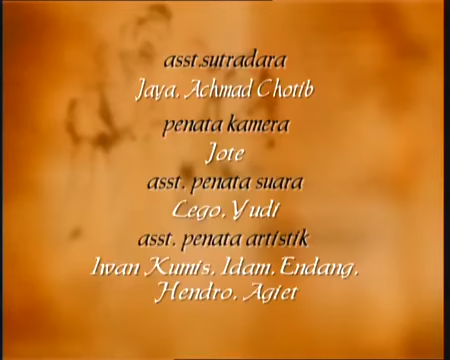 asst.sutradara
Jaya, Achmad Chotib
penata kamera
Jote
asst. penata suara
Lego, Yudi
asst. penata artistik
Iwan Kumis, Idam, Endang,
Hendro, Agiet